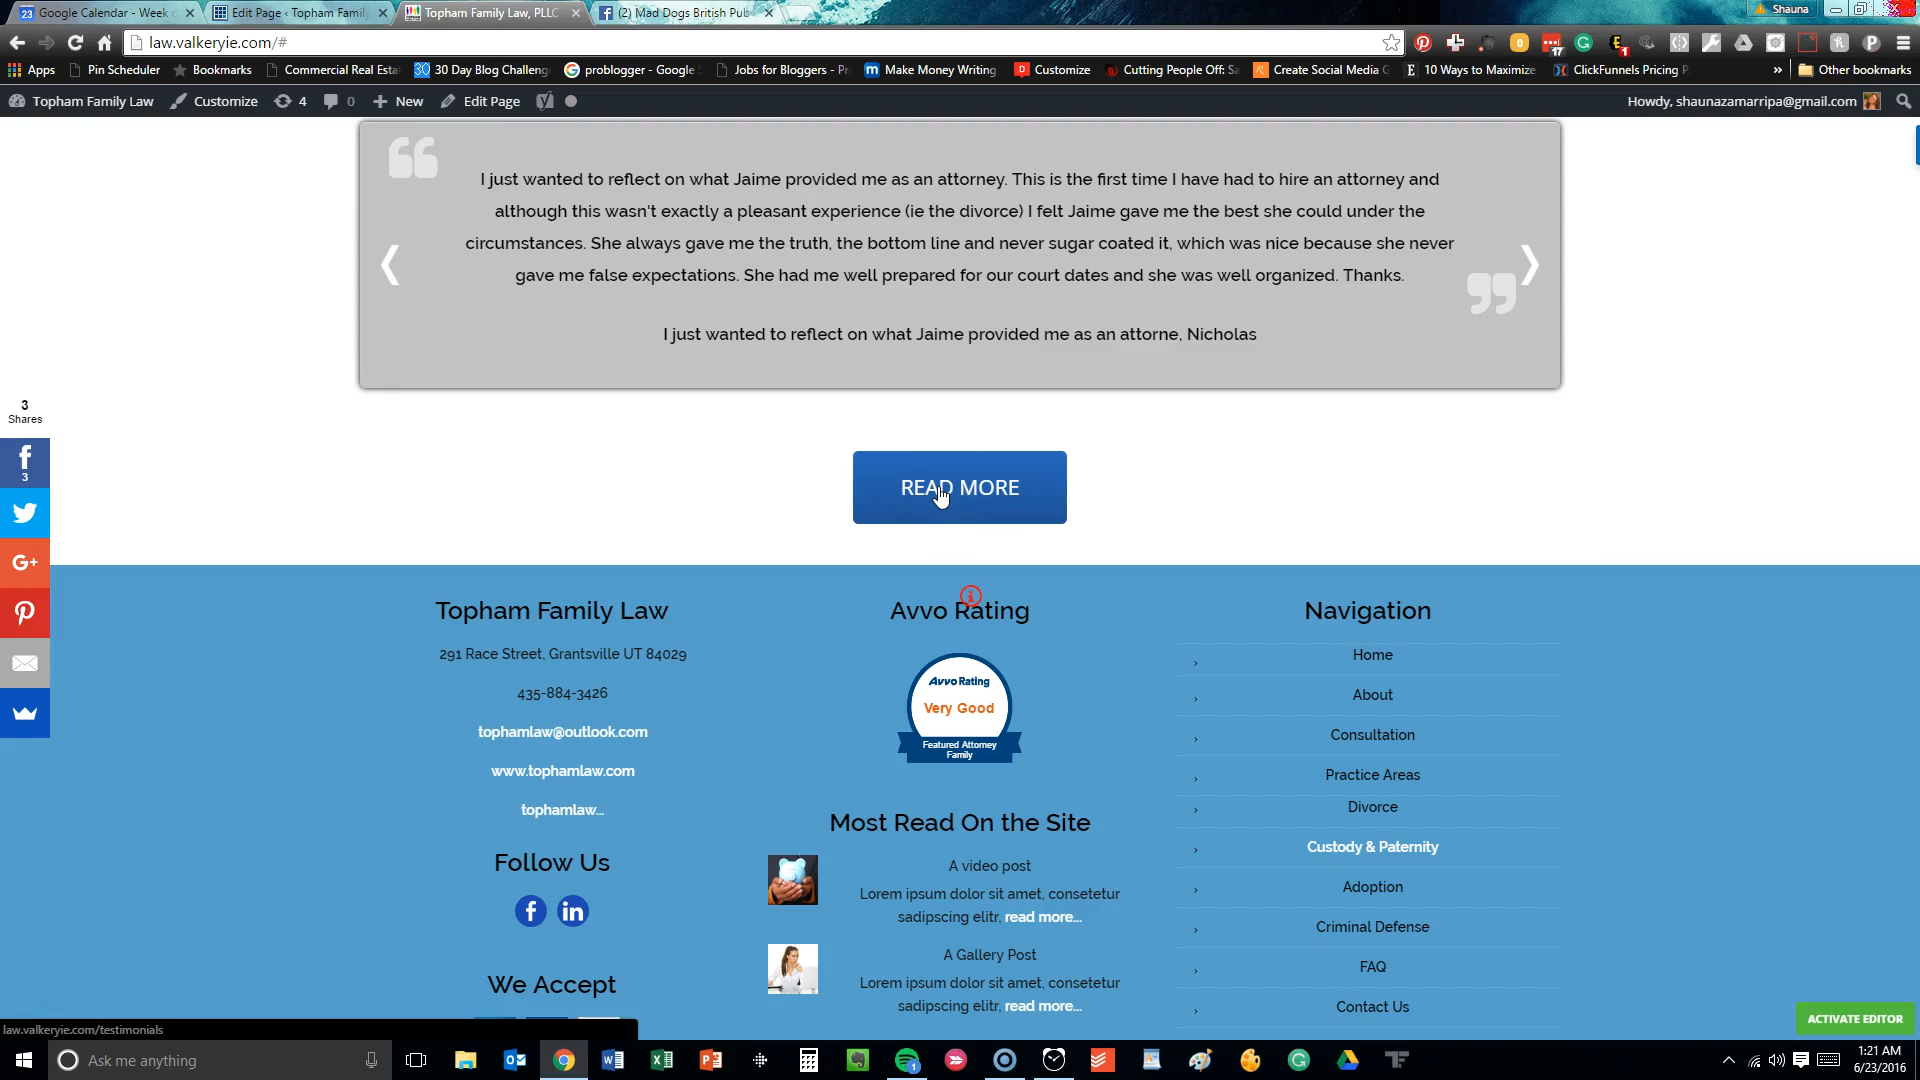 Google Calendar - Week
Edit Page ‹ Topham Family
Topham Family Law, PLLC
(2) Mad Dogs British Pub
Shauna
law.valkeryie.com/#
Apps
Pin Scheduler
Bookmarks
Commercial Real Esta
30 Day Blog Challeng
problogger - Google
Jobs for Bloggers - Pr
Make Money Writing
Customize
Cutting People Off: Sa
Create Social Media G
10 Ways to Maximize
ClickFunnels Pricing P
» Other bookmarks
Topham Family Law
Customize
4
0
New
Edit Page
Howdy, shaunazamarripa@gmail.com
I just wanted to reflect on what Jaime provided me as an attorney. This is the first time I have had to hire an attorney and
although this wasn't exactly a pleasant experience (ie the divorce) I felt Jaime gave me the best she could under the
circumstances. She always gave me the truth, the bottom line and never sugar coated it, which was nice because she never
gave me false expectations. She had me well prepared for our court dates and she was well organized. Thanks.
I just wanted to reflect on what Jaime provided me as an attorne, Nicholas
3
Shares
3
READ MORE
Topham Family Law
291 Race Street, Grantsville UT 84029
435-884-3426
tophamlaw@outlook.com
www.tophamlaw.com
tophamlaw...
Follow Us
We Accept
Avvo Rating
Avvo Rating
Very Good
Featured Attorney
Family
Most Read On the Site
A video post
Lorem ipsum dolor sit amet, consetetur
sadipscing elitr, read more...
A Gallery Post
Lorem ipsum dolor sit amet, consetetur
sadipscing elitr, read more...
Navigation
Home
About
Consultation
Practice Areas
Divorce
Custody & Paternity
Adoption
Criminal Defense
FAQ
Contact Us
law.valkeryie.com/testimonials
ACTIVATE EDITOR
Ask me anything
1:21 AM
6/23/2016